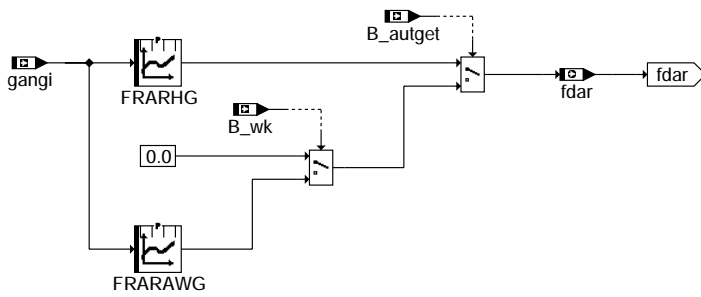 B_autget
P
gangi
FRARHG
fdar
fdar
B_wk
0.0
P
FRARAWG